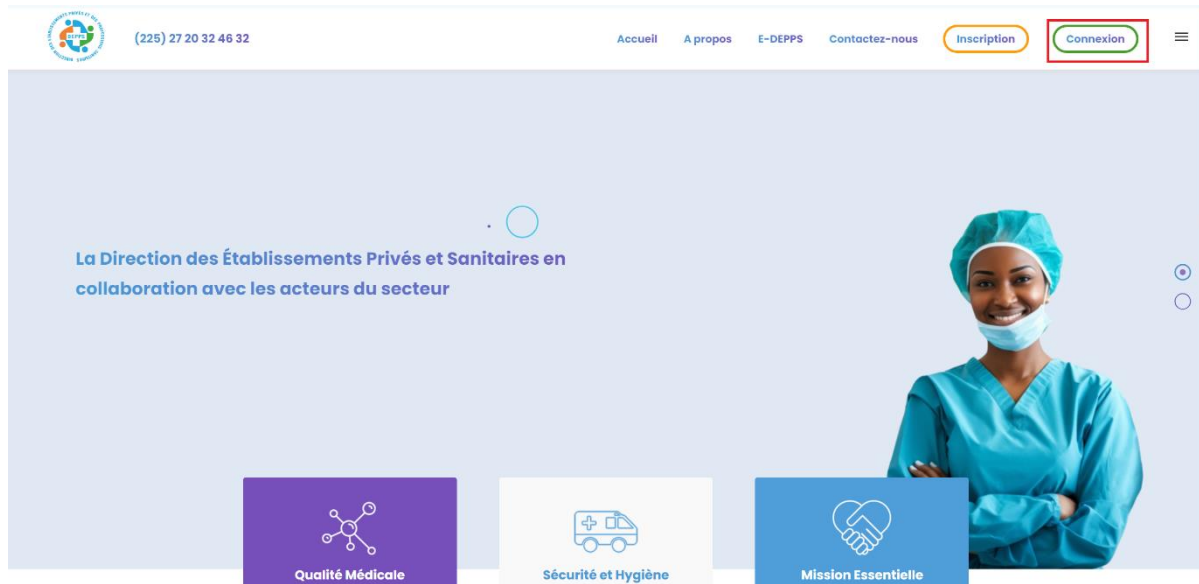 DEPPS
(225) 27 20 32 46 32
Accueil
A propos
E-DEPPS
Contactez-nous
Inscription
Connexion
La Direction des Établissements Privés et Sanitaires en
collaboration avec les acteurs du secteur
Qualité Médicale
Sécurité et Hygiène
Mission Essentielle